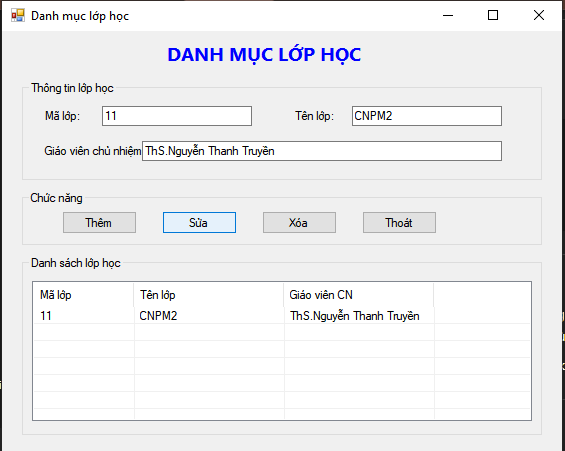 Danh mục lớp học
DANH MỤC LỚP HỌC
Thông tin lớp học
Mã lớp: 11 Tên lớp: CNPM2
Giáo viên chủ nhiệm ThS.Nguyễn Thanh Truyền
Chức năng
Thêm Sửa Xóa Thoát
Danh sách lớp học
Mã lớp Tên lớp Giáo viên CN
11 CNPM2 ThS.Nguyễn Thanh Truyền